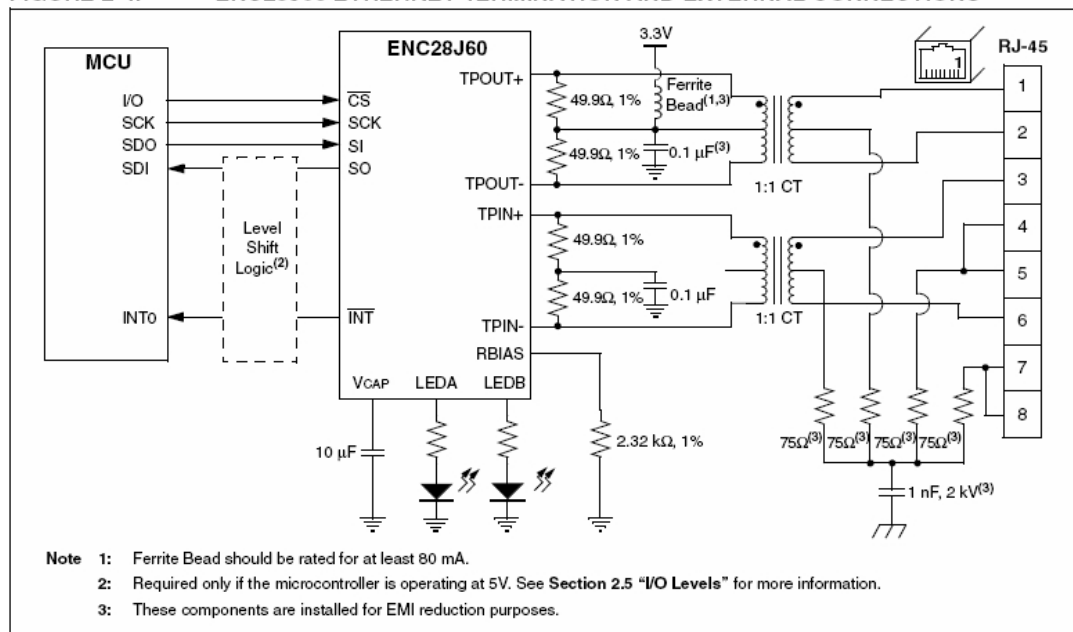 MCU
I/O
SCK
SDO
SDI
INT0
Level
Shift
Logic(2)
ENC28J60
CS
SCK
SI
SO
INT
TPOUT+
TPOUT-
TPIN+
TPIN-
RBIAS
VCAP LEDA LEDB
10 µF
2.32 kΩ, 1%
49.9Ω, 1%
49.9Ω, 1%
3.3V
Ferrite
Bead(1,3)
0.1 µF(3)
1:1 CT
49.9Ω, 1%
49.9Ω, 1%
0.1 µF
1:1 CT
1
RJ-45
1
2
3
4
5
6
7
8
75Ω(3) 75Ω(3) 75Ω(3) 75Ω(3)
1 nF, 2 kV(3)
Note 1: Ferrite Bead should be rated for at least 80 mA.
2: Required only if the microcontroller is operating at 5V. See Section 2.5 “I/O Levels” for more information.
3: These components are installed for EMI reduction purposes.